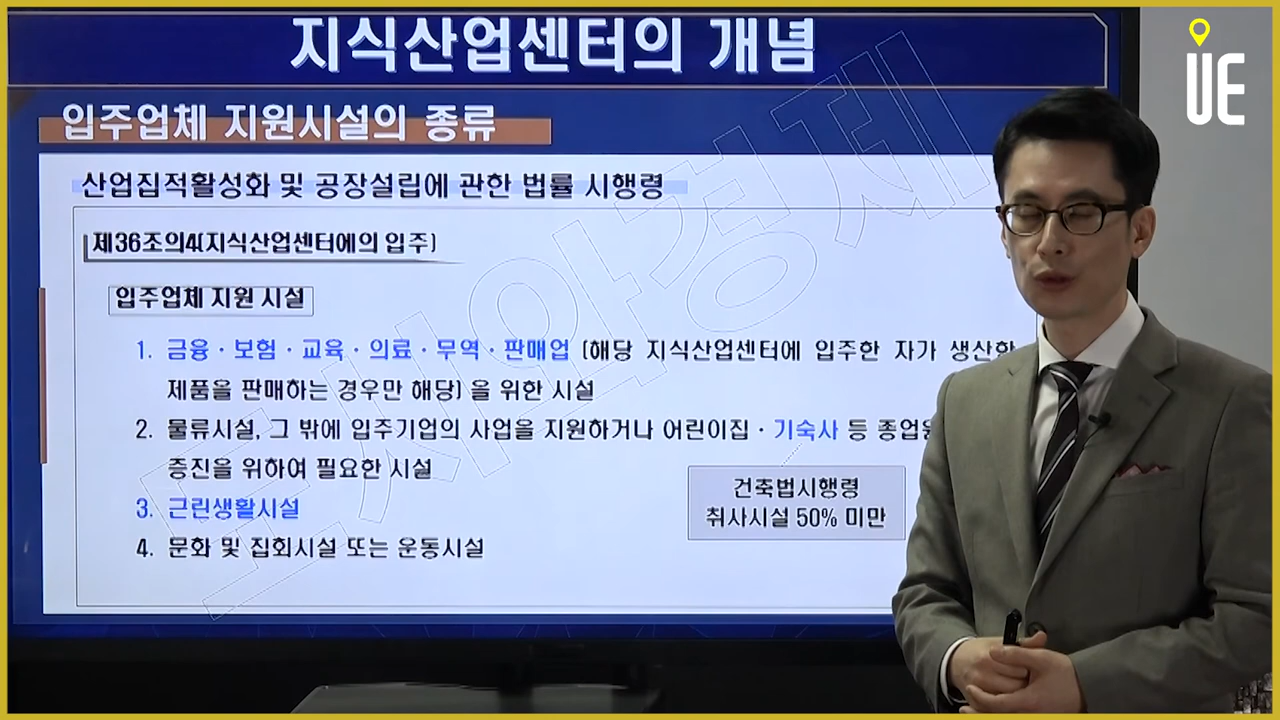 지식산업센터의 개념
UE
입주업체 지원시설의 종류
산업집적활성화 및 공장설립에 관한 법률 시행령
제36조의4(지식산업센터에의 입주)
입주업체 지원 시설
1. 금융·보험·교육·의료·무역·판매업 (해당 지식산업센터에 입주한 자가 생산한
제품을 판매하는 경우만 해당) 을 위한 시설
2. 물류시설, 그 밖에 입주기업의 사업을 지원하거나 어린이집·기숙사 등
증진을 위하여 필요한 시설
건축법시행령
취사시설 50% 미만
3. 근린생활시설
4. 문화 및 집회시설 또는 운동시설
도시와경제